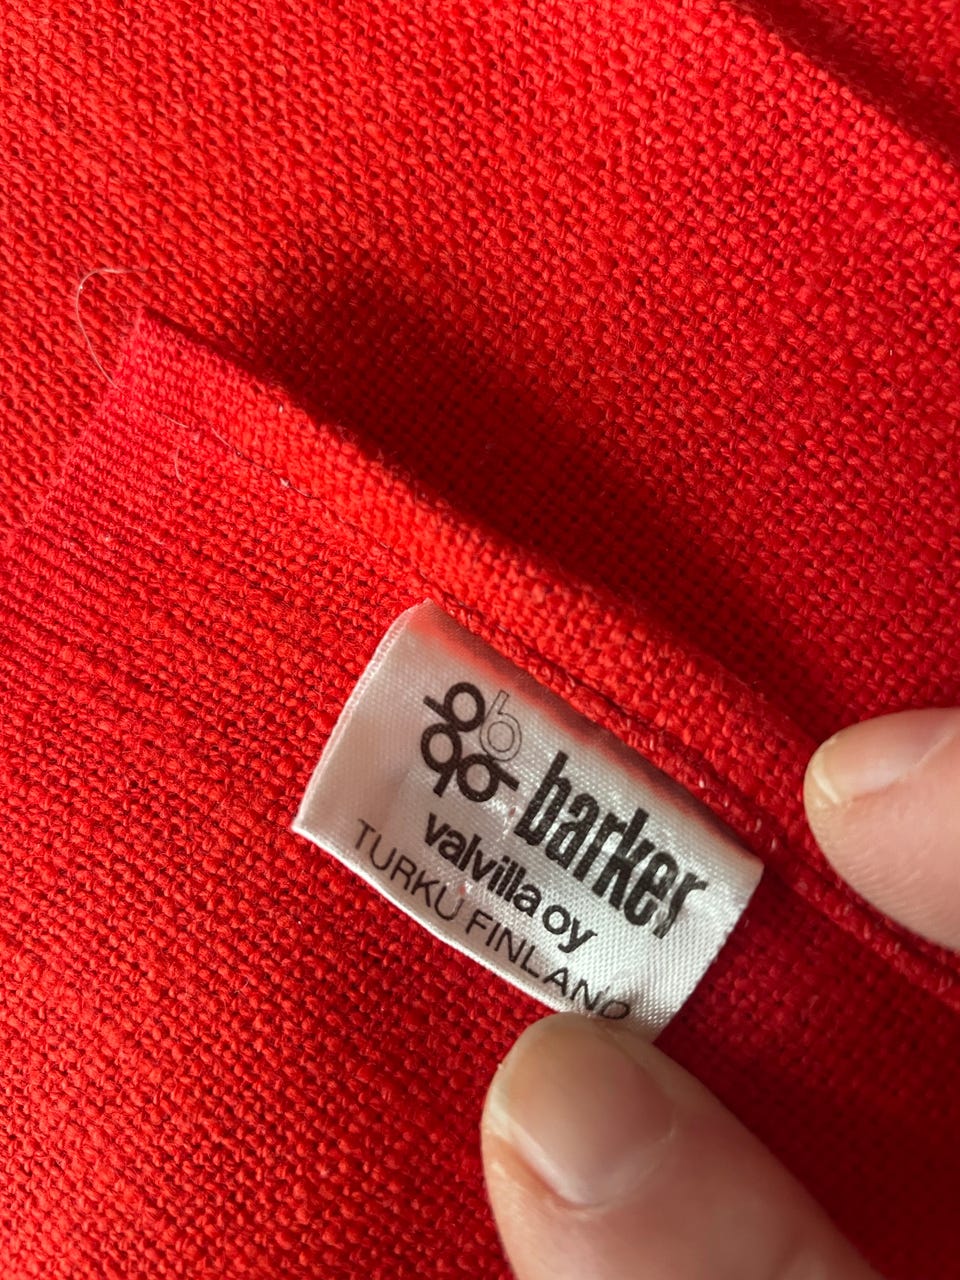 barker
valvilla oy
TURKU FINLAND